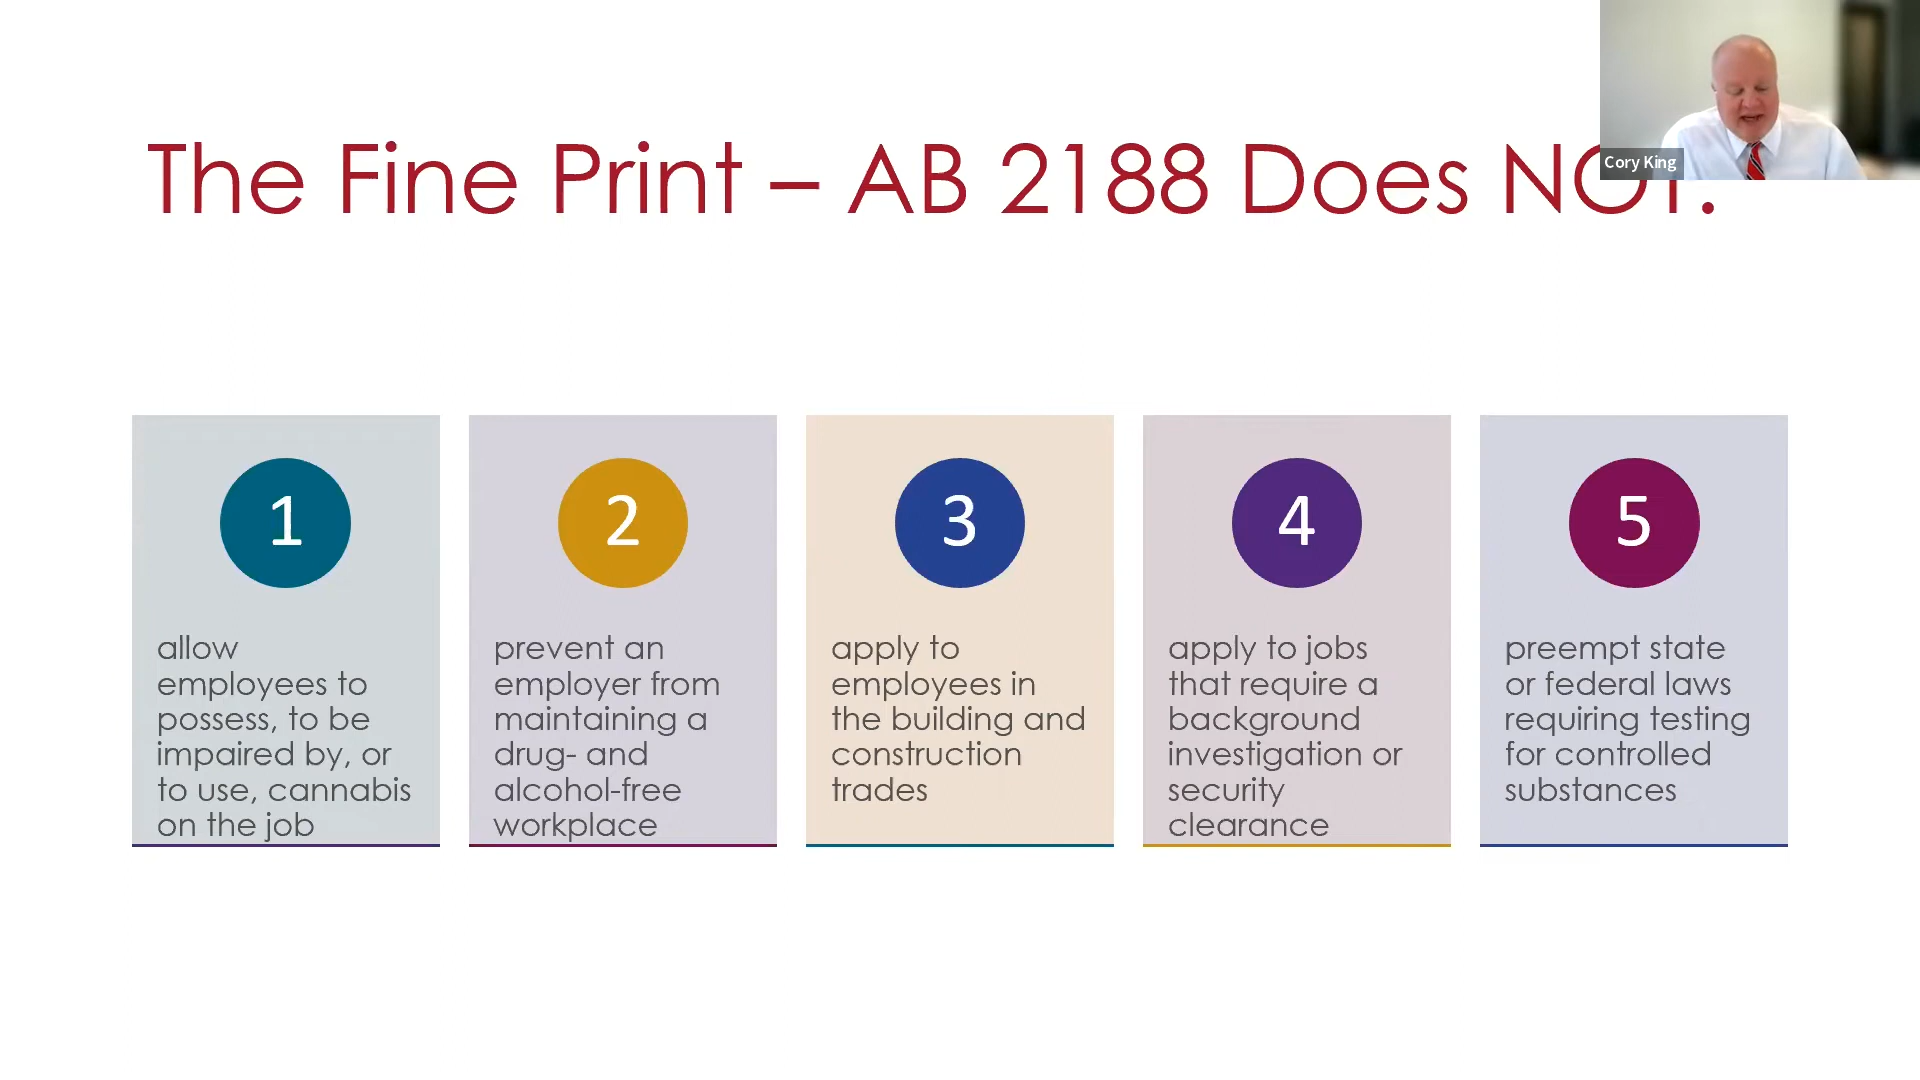 The Fine Print – AB 2188 Does NOT:
Cory King
1
allow
employees to
possess, to be
impaired by, or
to use, cannabis
on the job
2
prevent an
employer from
maintaining a
drug- and
alcohol-free
workplace
3
apply to
employees in
the building and
construction
trades
4
apply to jobs
that require a
background
investigation or
security
clearance
5
preempt state
or federal laws
requiring testing
for controlled
substances